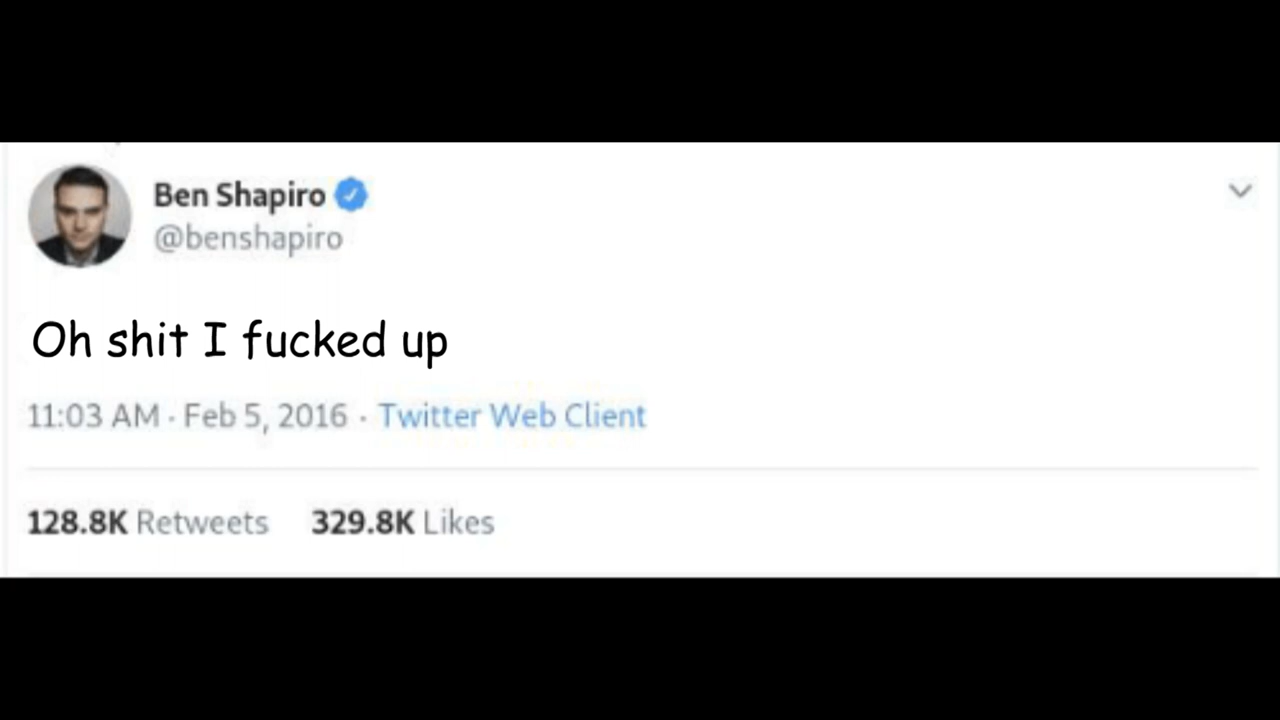 Ben Shapiro
@benshapiro
Oh shit I fucked up
11:03 AM · Feb 5, 2016 · Twitter Web Client
128.8K Retweets 329.8K Likes